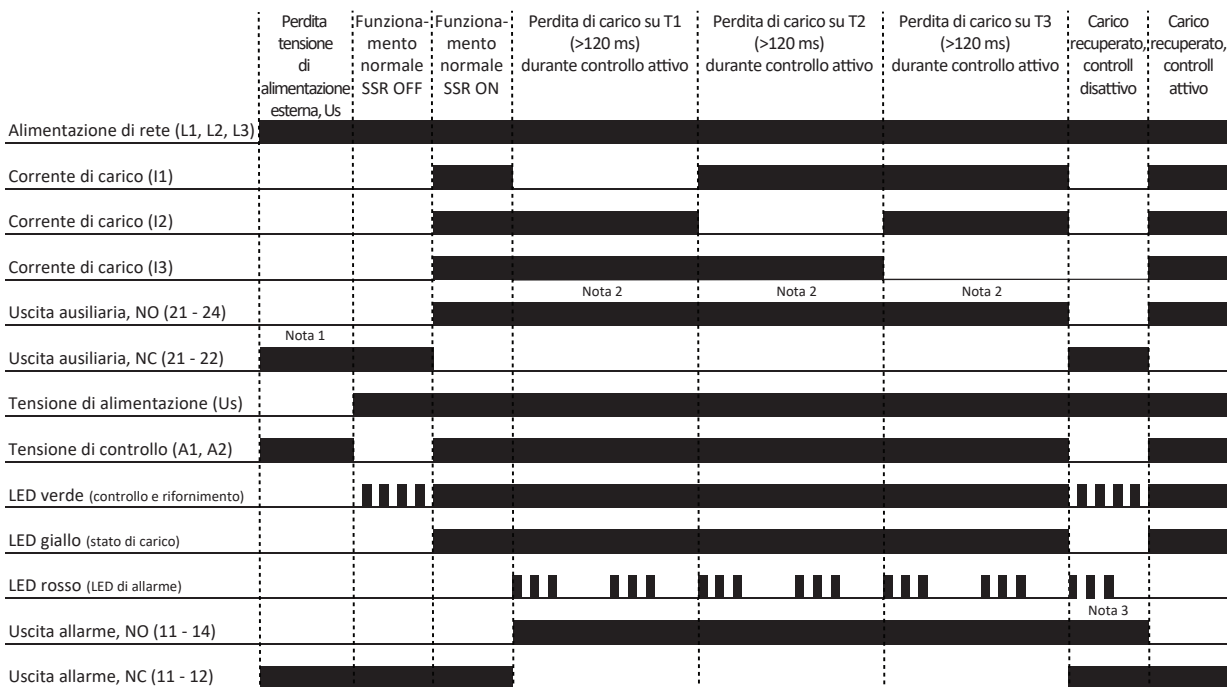 Perdita
tensione
di
alimentazione
esterna, Us
Funziona-
mento
normale
SSR OFF
Funziona-
mento
normale
SSR ON
Perdita di carico su T1
(>120 ms)
durante controllo attivo
Perdita di carico su T2
(>120 ms)
durante controllo attivo
Perdita di carico su T3
(>120 ms)
durante controllo attivo
Carico
recuperato,
controll
disattivo
Carico
recuperato,
controll
attivo
Alimentazione di rete (L1, L2, L3)
Corrente di carico (I1)
Corrente di carico (I2)
Corrente di carico (I3)
Nota 2 Nota 2 Nota 2
Uscita ausiliaria, NO (21 - 24)
Nota 1
Uscita ausiliaria, NC (21 - 22)
Tensione di alimentazione (Us)
Tensione di controllo (A1, A2)
LED verde (controllo e rifornimento)
LED giallo (stato di carico)
LED rosso (LED di allarme)
Nota 3
Uscita allarme, NO (11 - 14)
Uscita allarme, NC (11 - 12)